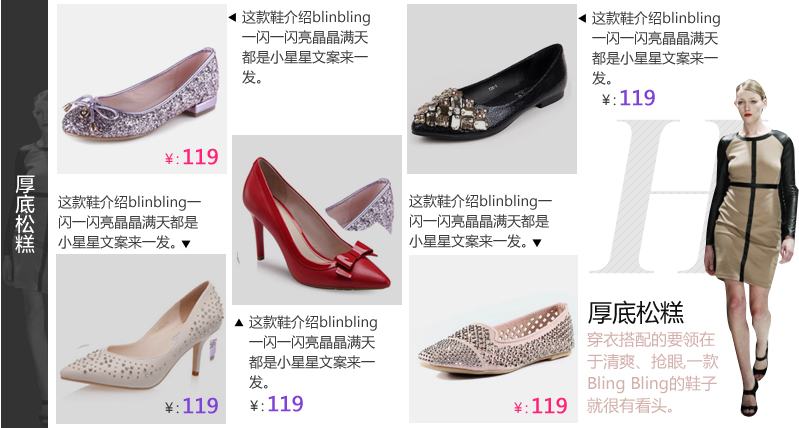 厚底松糕
◀ 这款鞋介绍blinbling
一闪一闪亮晶晶满天
都是小星星文案来一
发。
¥:119
这款鞋介绍blinbling一
闪一闪亮晶晶满天都是
小星星文案来一发。▼
¥:119
▲ 这款鞋介绍blinbling
一闪一闪亮晶晶满天
都是小星星文案来一
发。
¥:119
◀ 这款鞋介绍blinbling
一闪一闪亮晶晶满天
都是小星星文案来一
发。
¥:119
这款鞋介绍blinbling一
闪一闪亮晶晶满天都是
小星星文案来一发。▼
¥:119
H
厚底松糕
穿衣搭配的要领在
于清爽、抢眼,一款
Bling Bling的鞋子
就很有看头。